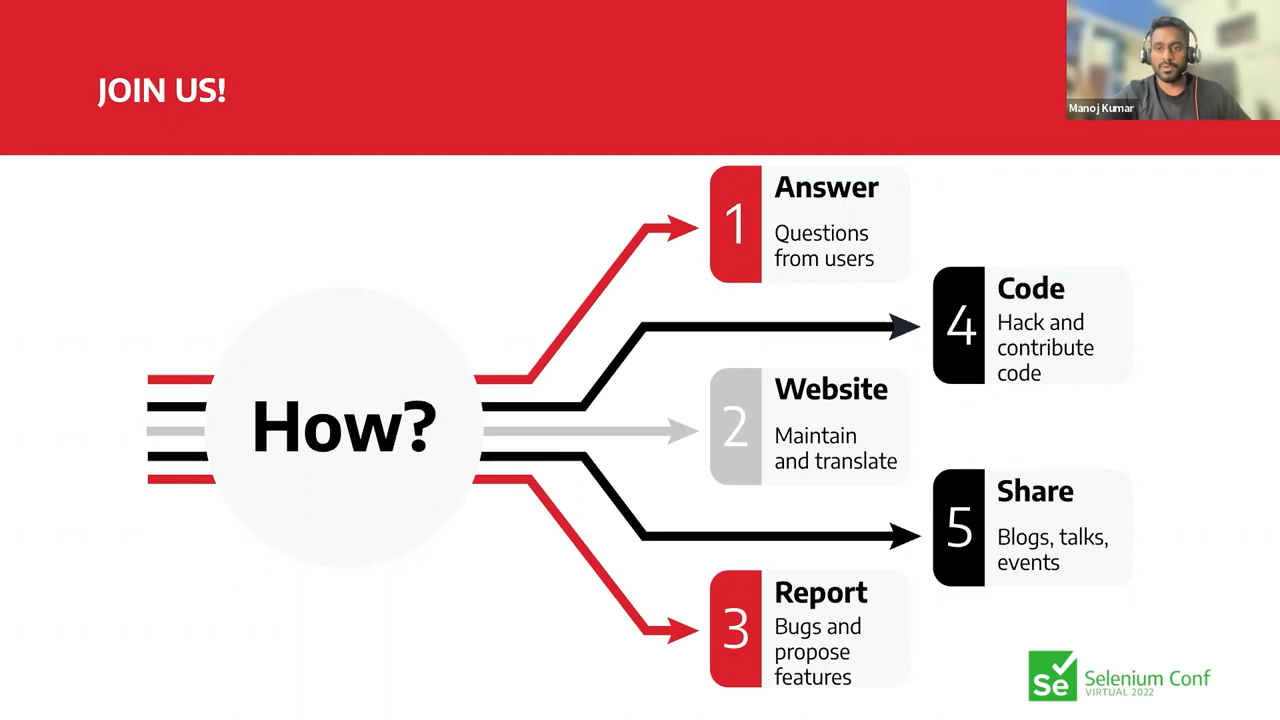 JOIN US!
Manoj Kumar
How?
1
Answer
Questions
from users
2
Website
Maintain
and translate
3
Report
Bugs and
propose
features
4
Code
Hack and
contribute
code
5
Share
Blogs, talks,
events
Se
Selenium Conf
VIRTUAL 2022